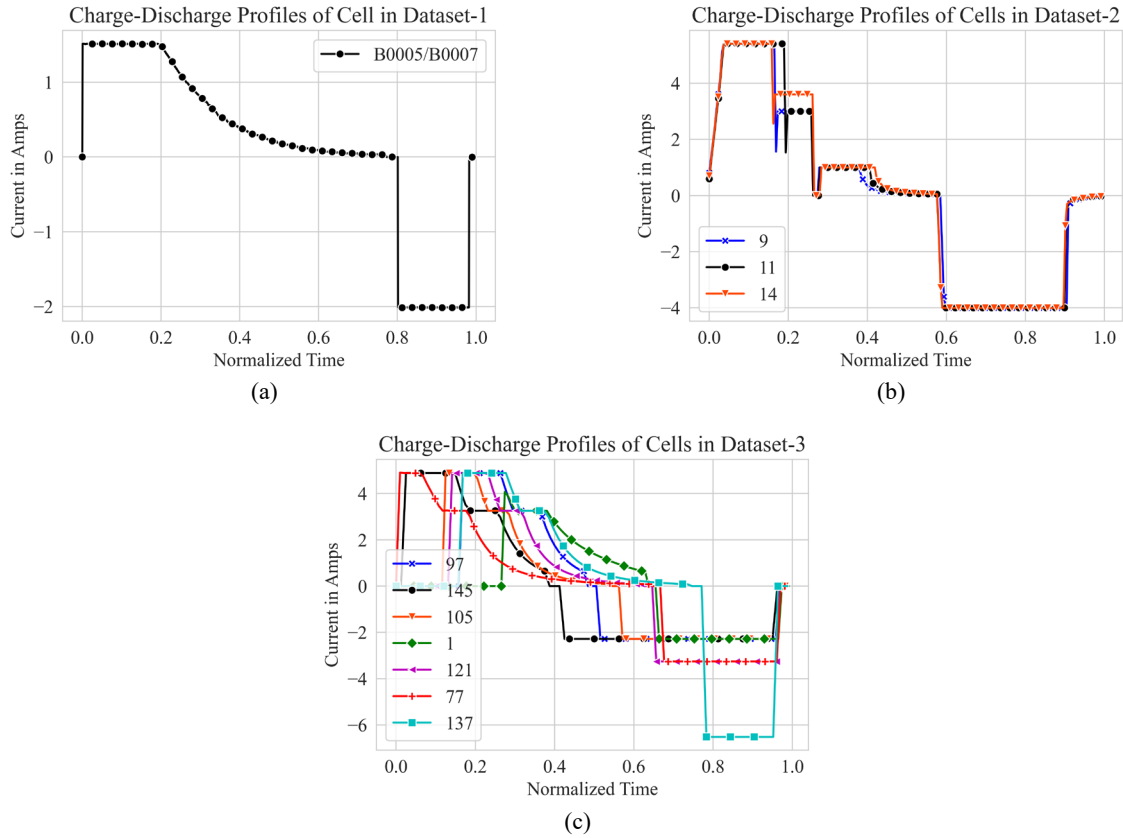 Charge-Discharge Profiles of Cell in Dataset-1
B0005/B0007
Current in Amps
1
0
−1
−2
0.0 0.2 0.4 0.6 0.8 1.0
Normalized Time
(a)
Charge-Discharge Profiles of Cells in Dataset-2
Current in Amps
4
2
0
−2
−4
9
11
14
0.0 0.2 0.4 0.6 0.8 1.0
Normalized Time
(b)
Charge-Discharge Profiles of Cells in Dataset-3
Current in Amps
4
2
0
−2
−4
−6
97
145
105
1
121
77
137
0.0 0.2 0.4 0.6 0.8 1.0
Normalized Time
(c)